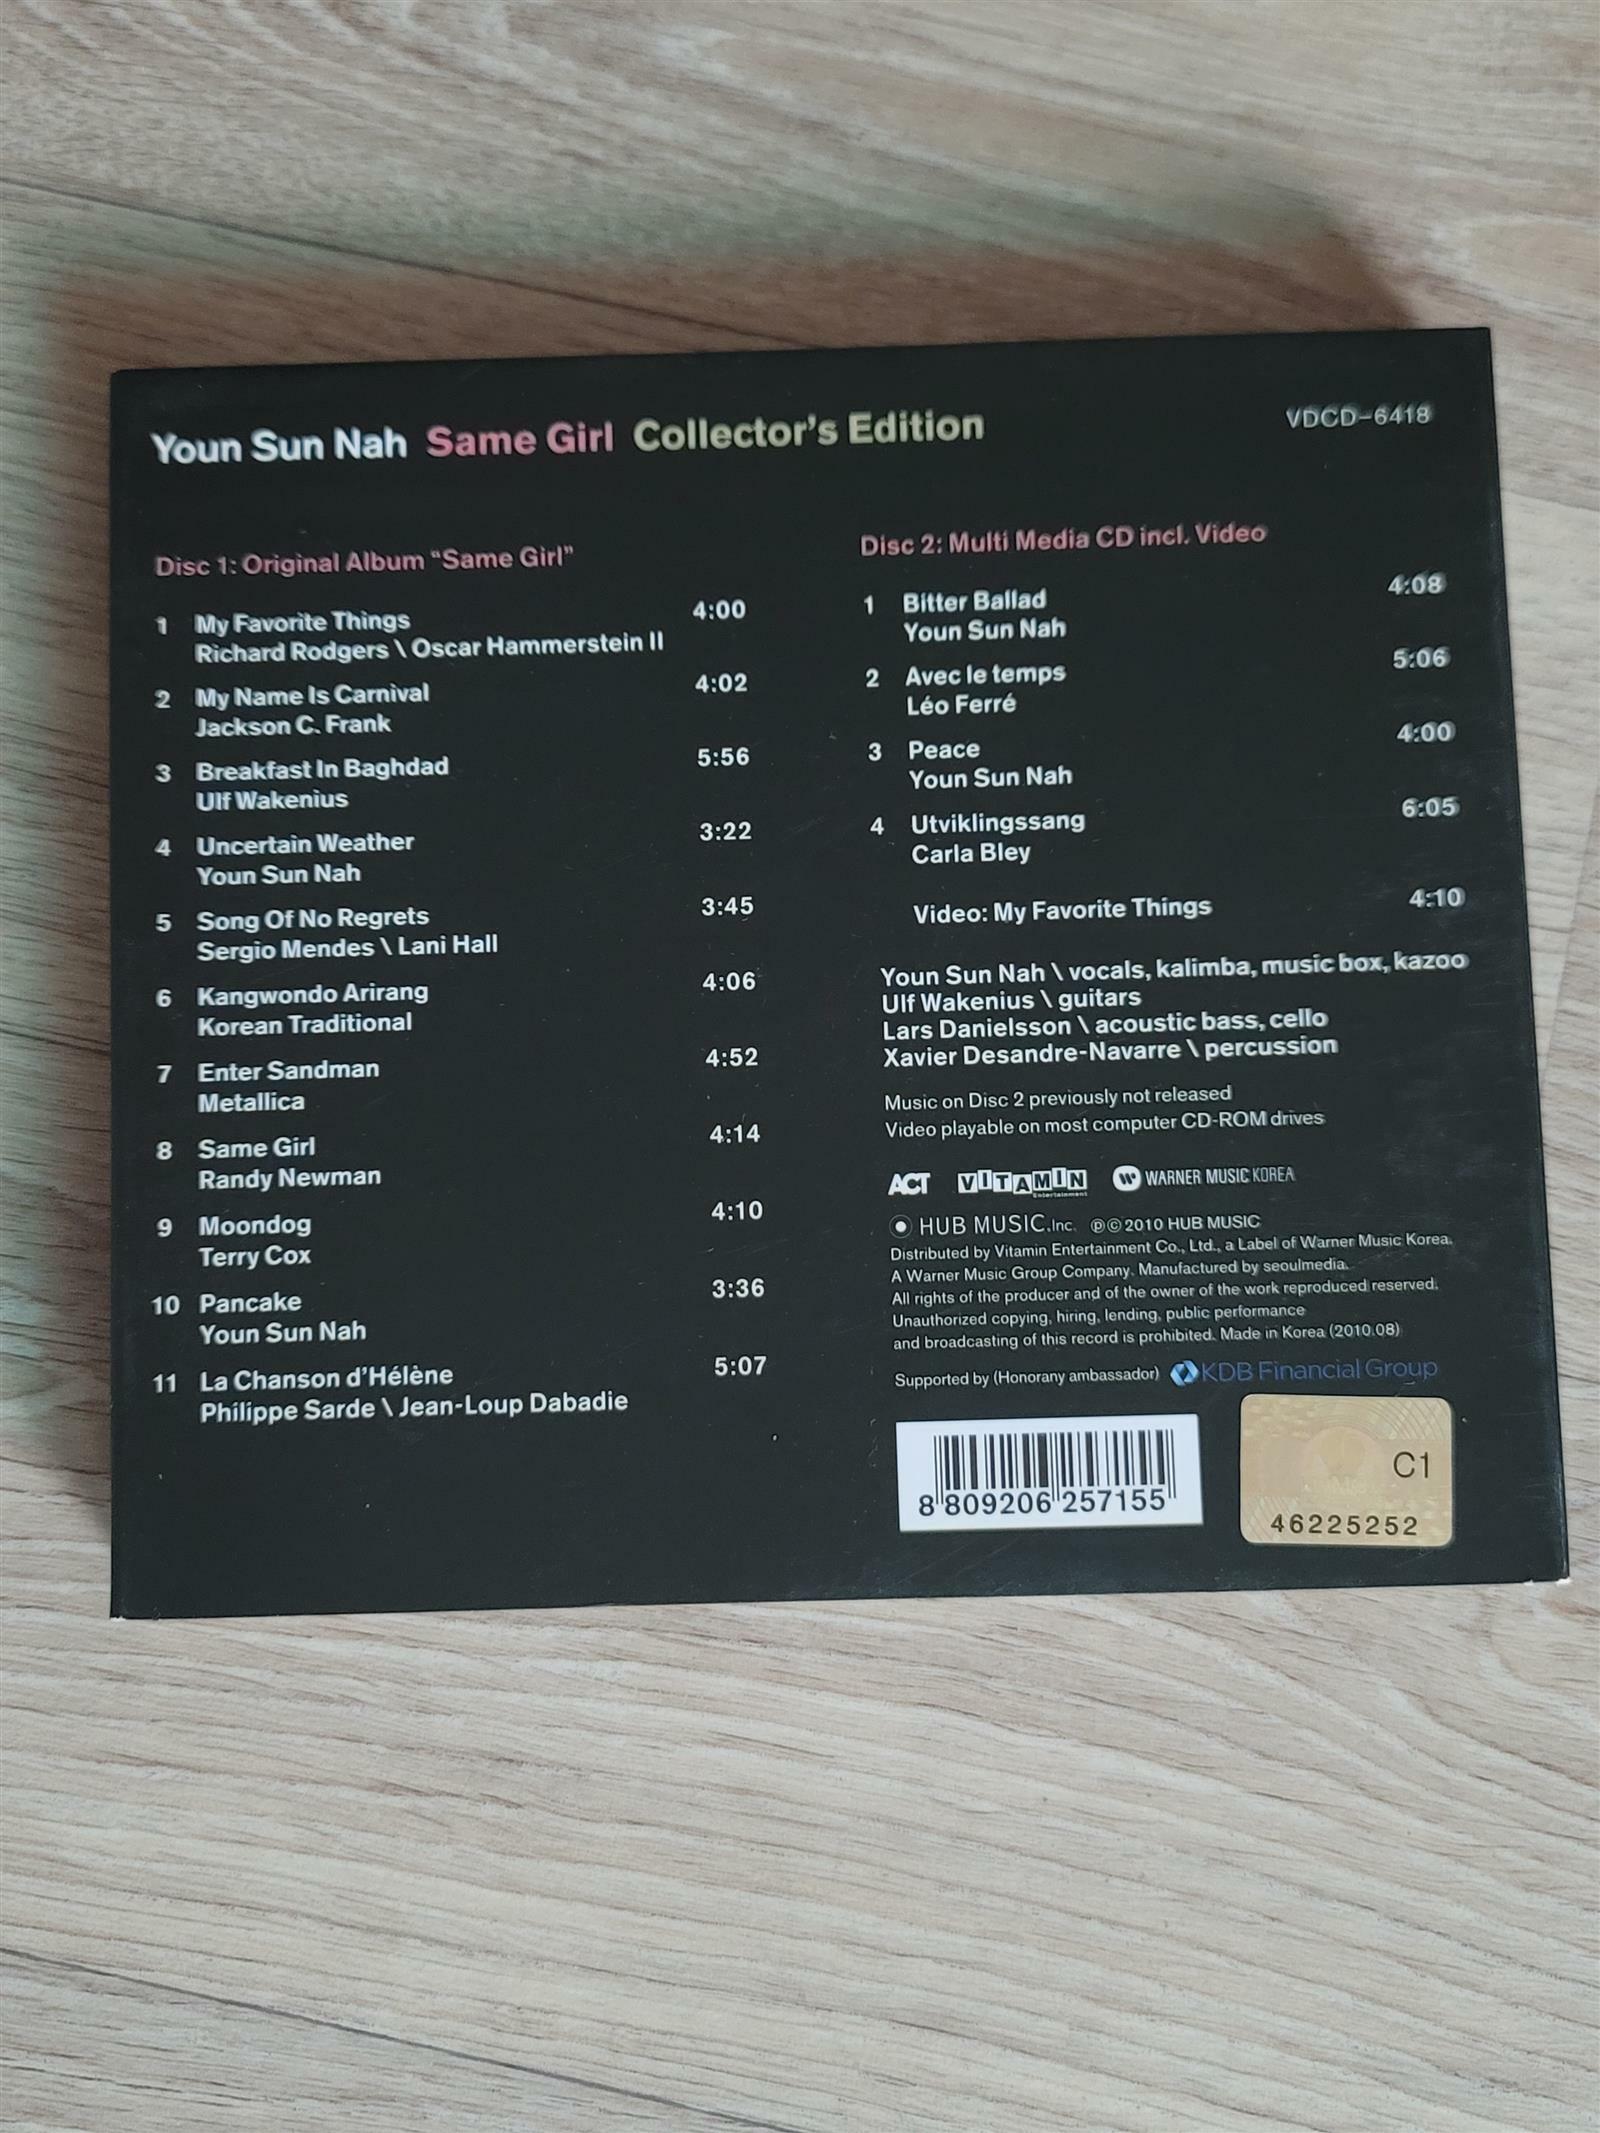 Youn Sun Nah Same Girl Collector's Edition
VDCD-6418
Disc 1: Original Album "Same Girl"
1 My Favorite Things 4:00
Richard Rodgers \ Oscar Hammerstein II
2 My Name Is Carnival 4:02
Jackson C. Frank
3 Breakfast In Baghdad 5:56
Ulf Wakenius
4 Uncertain Weather 3:22
Youn Sun Nah
5 Song Of No Regrets 3:45
Sergio Mendes \ Lani Hall
6 Kangwondo Arirang 4:06
Korean Traditional
7 Enter Sandman 4:52
Metallica
8 Same Girl 4:14
Randy Newman
9 Moondog 4:10
Terry Cox
10 Pancake 3:36
Youn Sun Nah
11 La Chanson d'Hélène 5:07
Philippe Sarde \ Jean-Loup Dabadie
Disc 2: Multi Media CD incl. Video
1 Bitter Ballad 4:08
Youn Sun Nah
2 Avec le temps 5:06
Léo Ferré
3 Peace 4:00
Youn Sun Nah
4 Utviklingssang 6:05
Carla Bley
Video: My Favorite Things 4:10
Youn Sun Nah \ vocals, kalimba, music box, kazoo
Ulf Wakenius \ guitars
Lars Danielsson \ acoustic bass, cello
Xavier Desandre-Navarre \ percussion
Music on Disc 2 previously not released
Video playable on most computer CD-ROM drives
ACT VITAMIN Entertainment WARNER MUSIC KOREA
HUB MUSIC.Inc. ℗©2010 HUB MUSIC
Distributed by Vitamin Entertainment Co., Ltd., a Label of Warner Music Korea.
A Warner Music Group Company. Manufactured by seoulmedia.
All rights of the producer and of the owner of the work reproduced reserved.
Unauthorized copying, hiring, lending, public performance
and broadcasting of this record is prohibited. Made in Korea (2010.08)
Supported by (Honorany ambassador) KDB Financial Group
8 809206 257155
C1
46225252